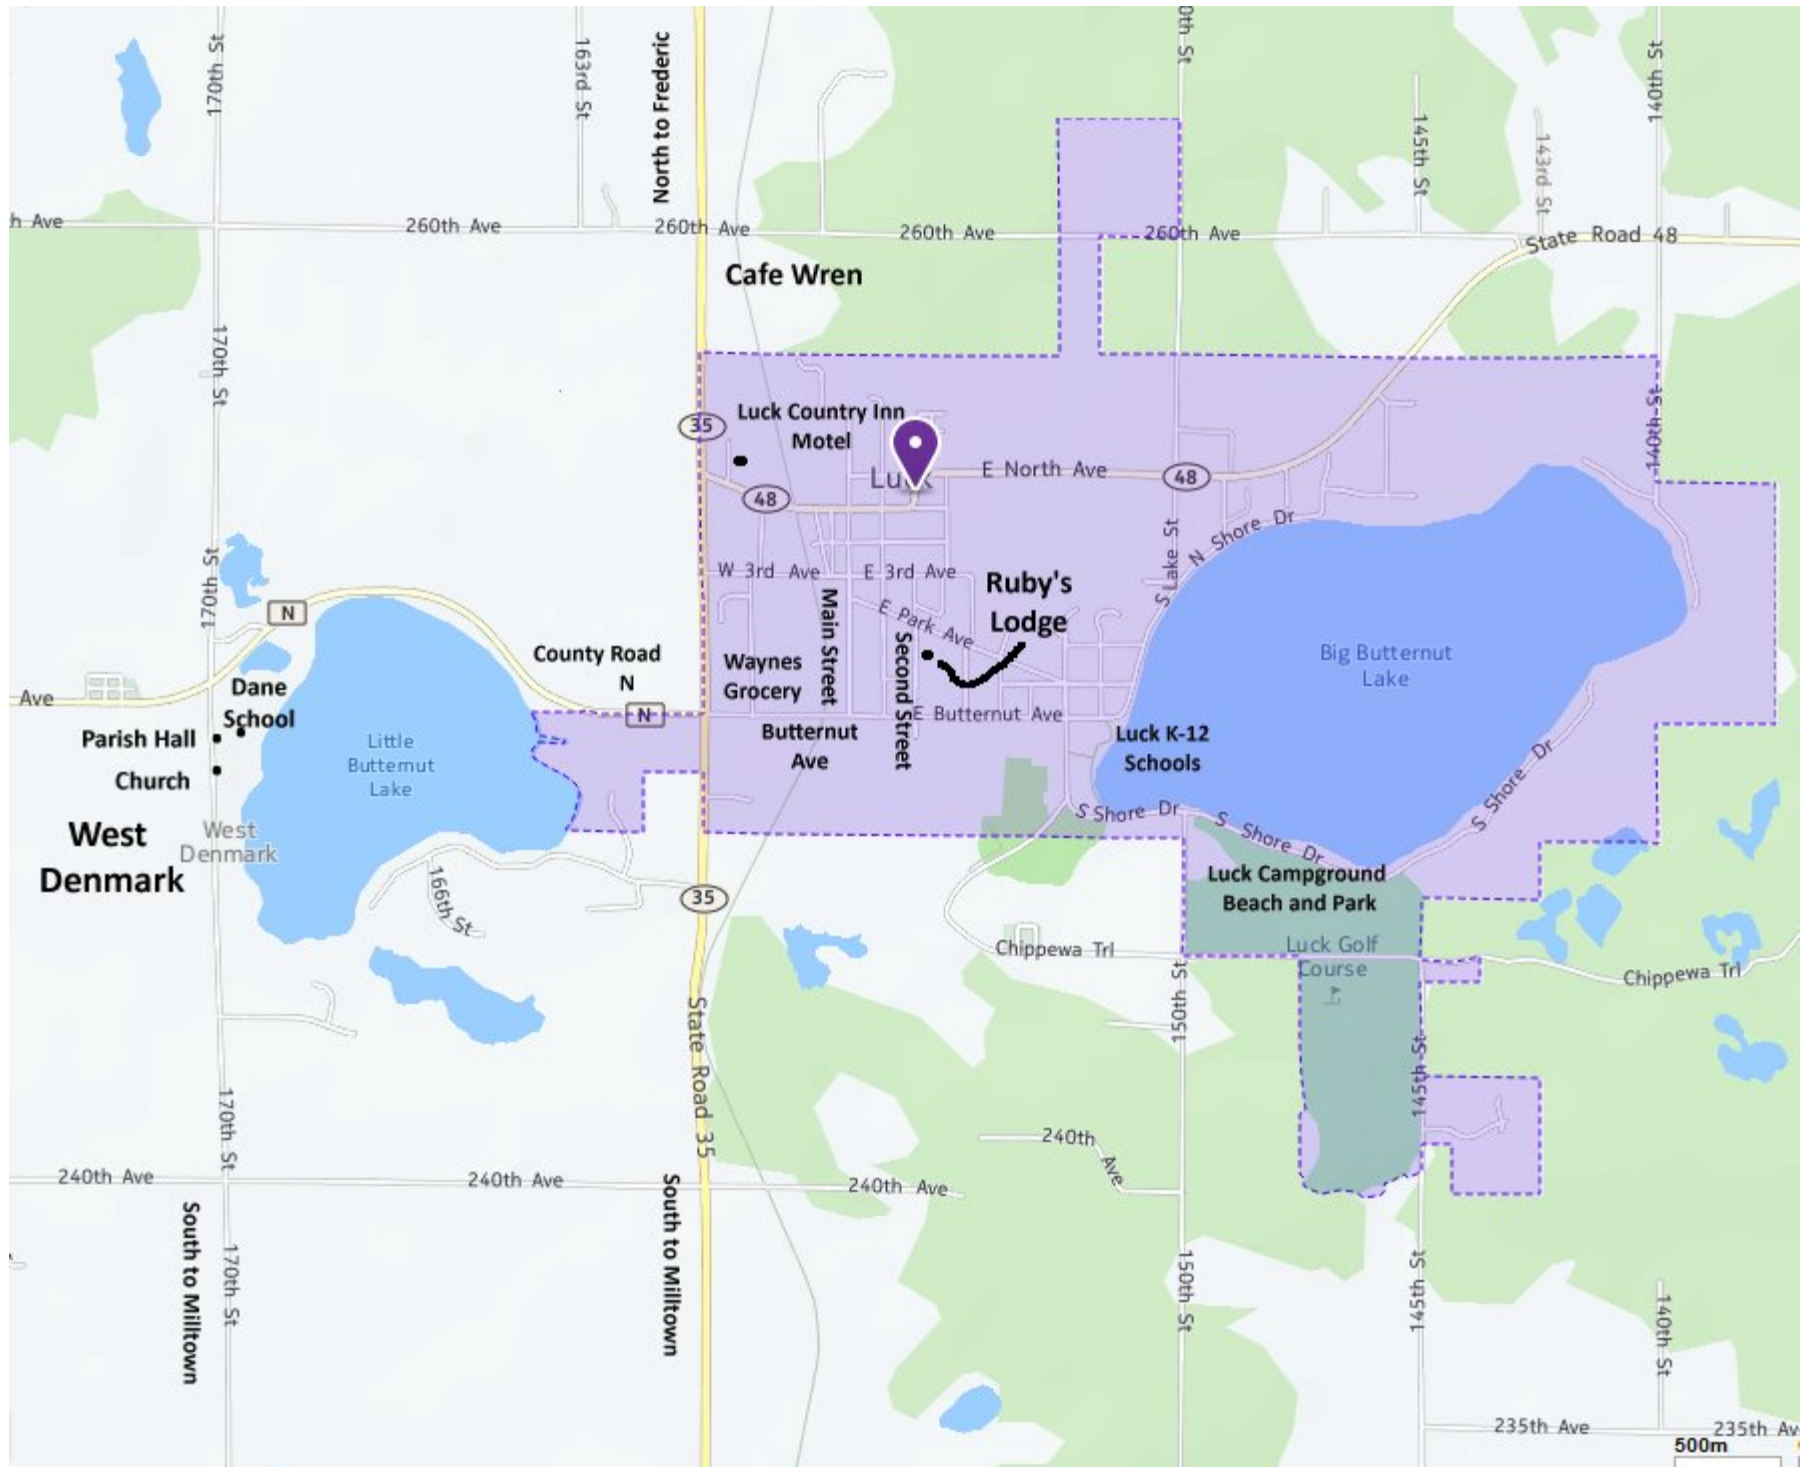 170th St
163rd St
North to Frederic
0th St
145th St
143rd St
140th St
h Ave
260th Ave
260th Ave
260th Ave
260th Ave
State Road 48
Cafe Wren
170th St
35
Luck Country Inn
Motel
140th St
Luck
E North Ave
48
48
170th St
N Shore Dr
S Lake St
W 3rd Ave
E 3rd Ave
Ruby's
Lodge
N
Main Street
E Park Ave
Second Street
County Road
N
Waynes
Grocery
Big Butternut
Lake
Ave
Dane
School
N
E Butternut Ave
Parish Hall
Church
Little
Butternut
Lake
Butternut
Ave
Luck K-12
Schools
S Shore Dr
S Shore Dr
S Shore Dr
West
Denmark
West
Denmark
166th St
35
Luck Campground
Beach and Park
Chippewa Trl
Luck Golf
Course
Chippewa Trl
State Road 35
150th St
145th St
170th St
240th Ave
240th Ave
240th Ave
240th Ave
South to Milltown
170th St
South to Milltown
150th St
145th St
140th St
235th Ave
235th Av
500m